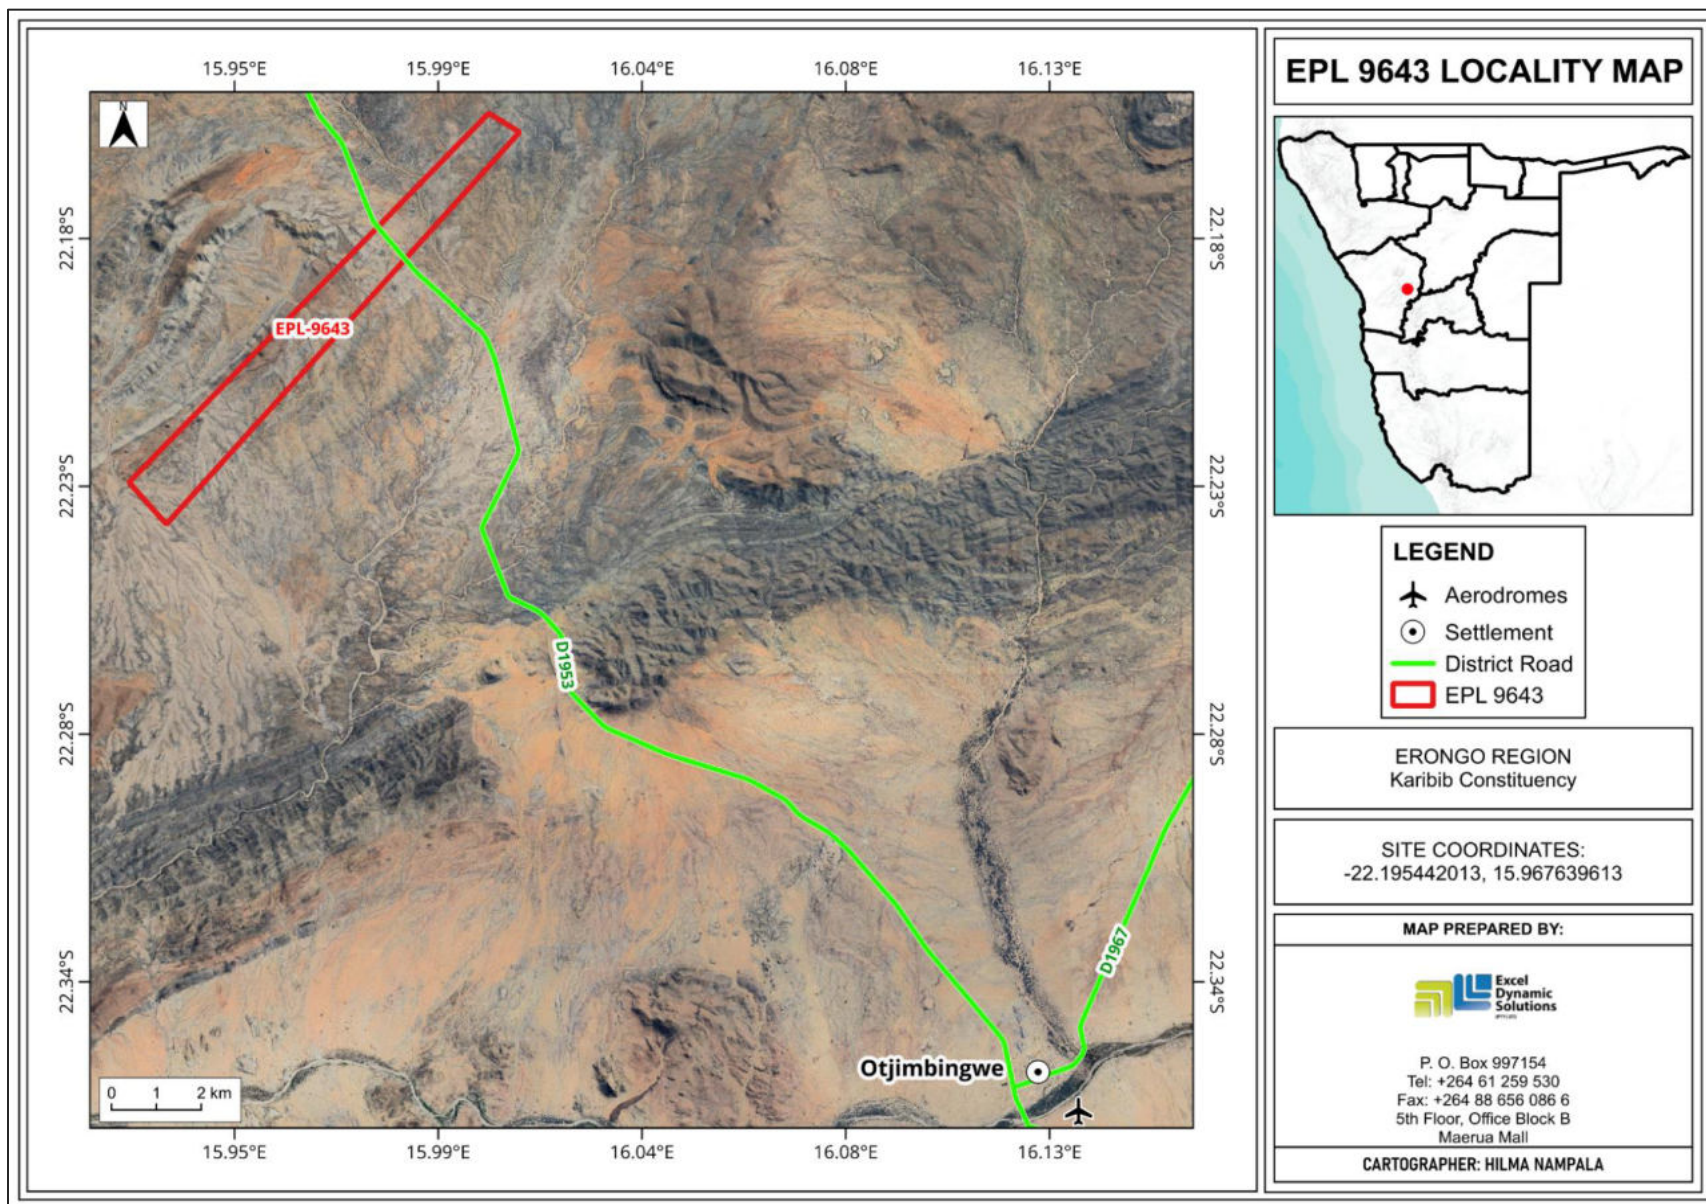 EPL 9643 LOCALITY MAP
15.95°E 15.99°E 16.04°E 16.08°E 16.13°E
N
22.18°S 22.18°S
EPL-9643
22.23°S 22.23°S
D1953
22.28°S 22.28°S
D1967
22.34°S 22.34°S
Otjimbingwe
0 1 2 km
15.95°E 15.99°E 16.04°E 16.08°E 16.13°E
LEGEND
Aerodromes
Settlement
District Road
EPL 9643
ERONGO REGION
Karibib Constituency
SITE COORDINATES:
-22.195442013, 15.967639613
MAP PREPARED BY:
Excel
Dynamic
Solutions
P. O. Box 997154
Tel: +264 61 259 530
Fax: +264 88 656 086 6
5th Floor, Office Block B
Maerua Mall
CARTOGRAPHER: HILMA NAMPALA